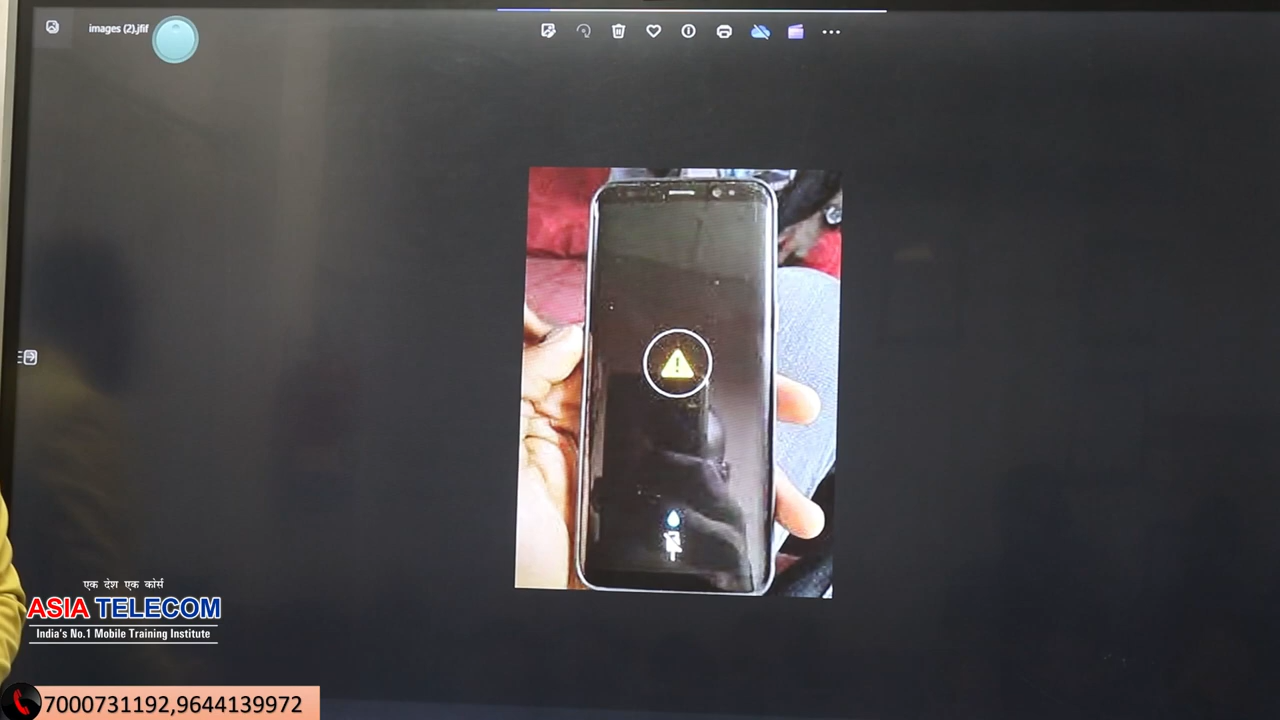 images (2).jfif
एक देश एक कोर्स
ASIA TELECOM
India's No.1 Mobile Training Institute
7000731192,9644139972